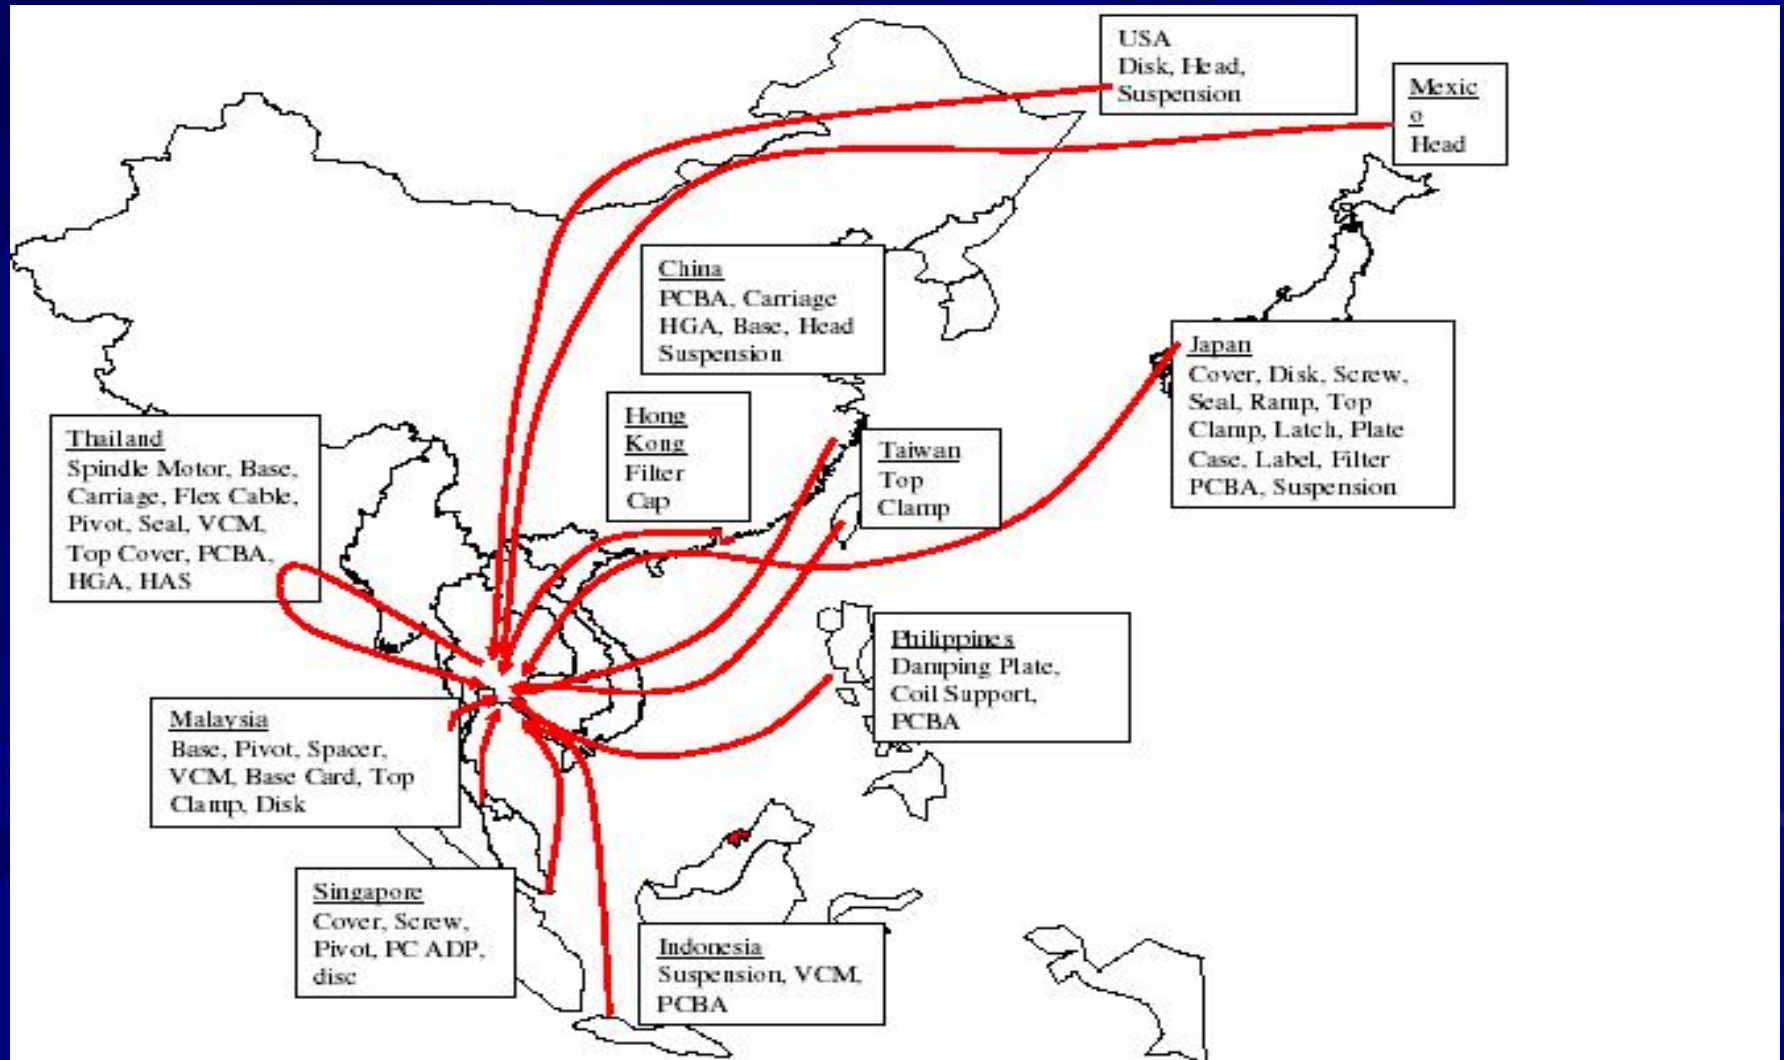 USA
Disk, Head,
Suspension
Mexic
o
Head
China
PCBA, Carriage
HGA, Base, Head
Suspension
Japan
Cover, Disk, Screw,
Seal, Ramp, Top
Clamp, Latch, Plate
Case, Label, Filter
PCBA, Suspension
Hong
Kong
Filter
Cap
Taiwan
Top
Clamp
Thailand
Spindle Motor, Base,
Carriage, Flex Cable,
Pivot, Seal, VCM,
Top Cover, PCBA,
HGA, HAS
Philippines
Damping Plate,
Coil Support,
PCBA
Malaysia
Base, Pivot, Spacer,
VCM, Base Card, Top
Clamp, Disk
Singapore
Cover, Screw,
Pivot, PC ADP,
disc
Indonesia
Suspension, VCM,
PCBA